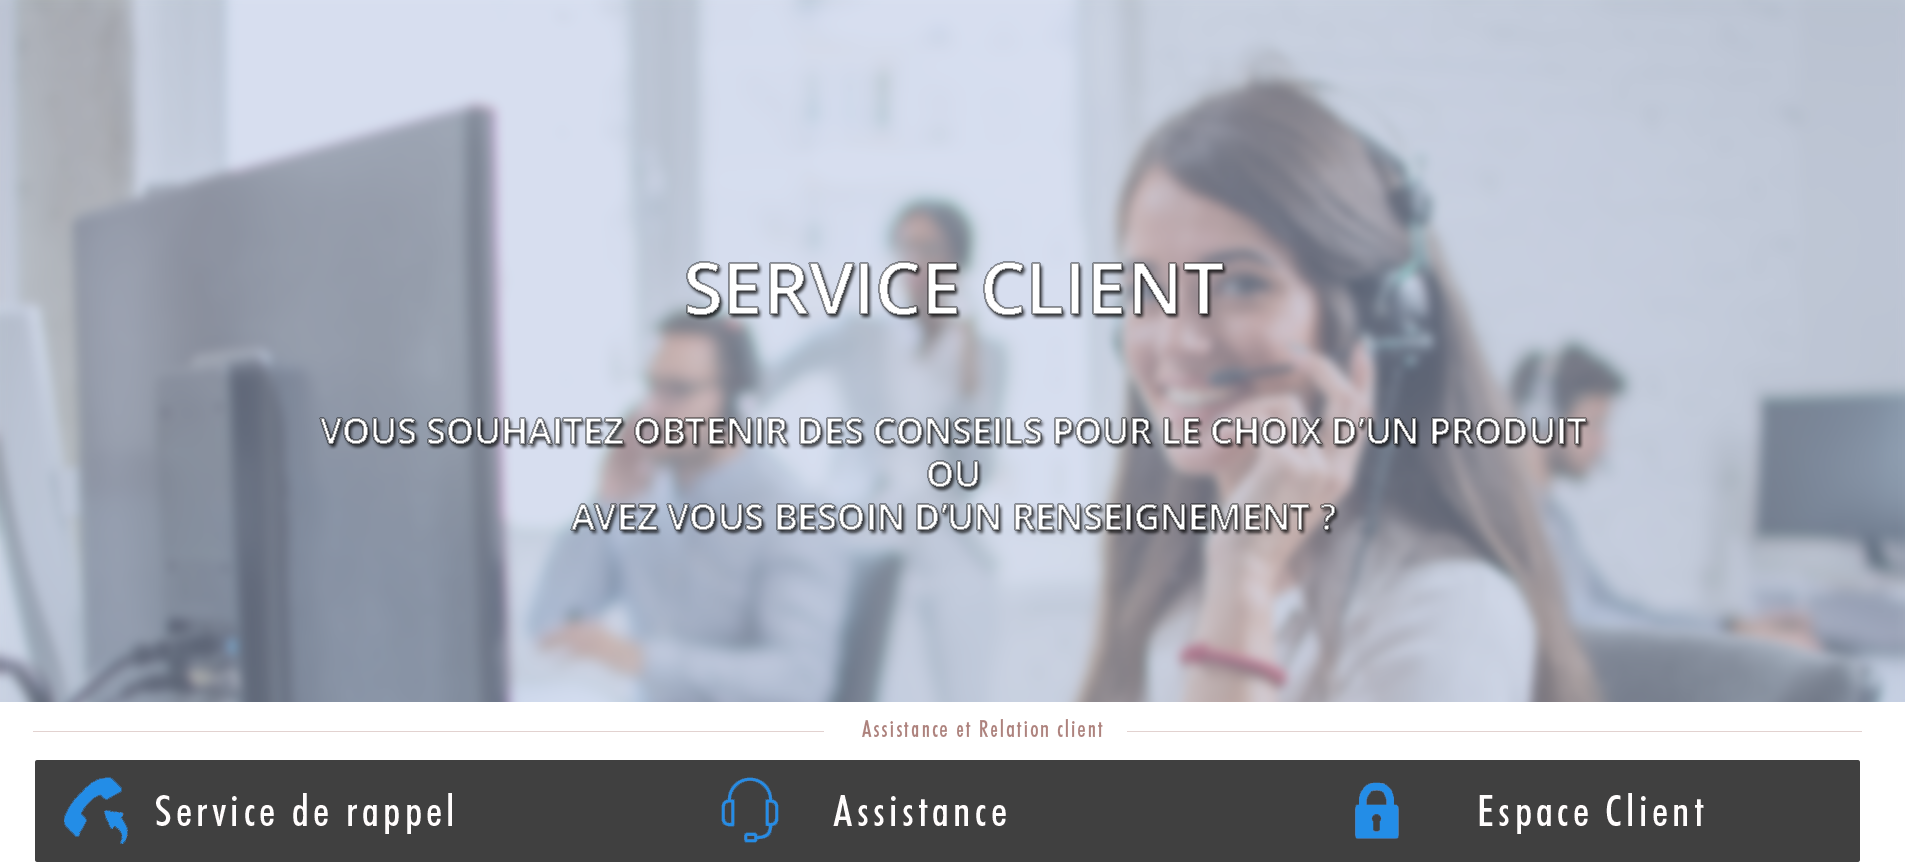 SERVICE CLIENT
VOUS SOUHAITEZ OBTENIR DES CONSEILS POUR LE CHOIX D'UN PRODUIT
OU
AVEZ VOUS BESOIN D'UN RENSEIGNEMENT ?
Assistance et Relation client
Service de rappel
Assistance
Espace Client